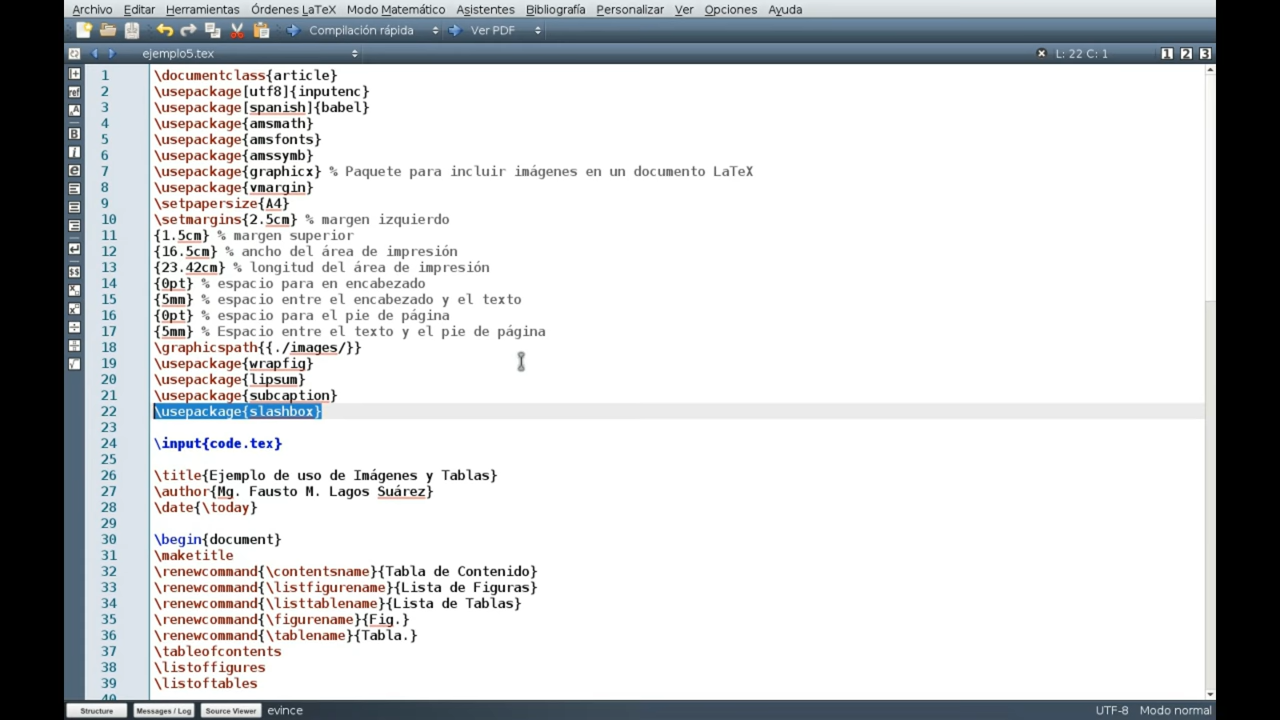 Archivo Editar Herramientas Órdenes LaTeX Modo Matemático Asistentes Bibliografía Personalizar Ver Opciones Ayuda
Compilación rápida Ver PDF
ejemplo5.tex L: 22 C: 1 1 2 3
1 \documentclass{article}
2 \usepackage[utf8]{inputenc}
3 \usepackage[spanish]{babel}
4 \usepackage{amsmath}
5 \usepackage{amsfonts}
6 \usepackage{amssymb}
7 \usepackage{graphicx} % Paquete para incluir imágenes en un documento LaTeX
8 \usepackage{vmargin}
9 \setpapersize{A4}
10 \setmargins{2.5cm} % margen izquierdo
11 {1.5cm} % margen superior
12 {16.5cm} % ancho del área de impresión
13 {23.42cm} % longitud del área de impresión
14 {0pt} % espacio para en encabezado
15 {5mm} % espacio entre el encabezado y el texto
16 {0pt} % espacio para el pie de página
17 {5mm} % Espacio entre el texto y el pie de página
18 \graphicspath{{./images/}}
19 \usepackage{wrapfig}
20 \usepackage{lipsum}
21 \usepackage{subcaption}
22 \usepackage{slashbox}
23
24 \input{code.tex}
25
26 \title{Ejemplo de uso de Imágenes y Tablas}
27 \author{Mg. Fausto M. Lagos Suárez}
28 \date{\today}
29
30 \begin{document}
31 \maketitle
32 \renewcommand{\contentsname}{Tabla de Contenido}
33 \renewcommand{\listfigurename}{Lista de Figuras}
34 \renewcommand{\listtablename}{Lista de Tablas}
35 \renewcommand{\figurename}{Fig.}
36 \renewcommand{\tablename}{Tabla.}
37 \tableofcontents
38 \listoffigures
39 \listoftables
Structure Messages / Log Source Viewer evince UTF-8 Modo normal